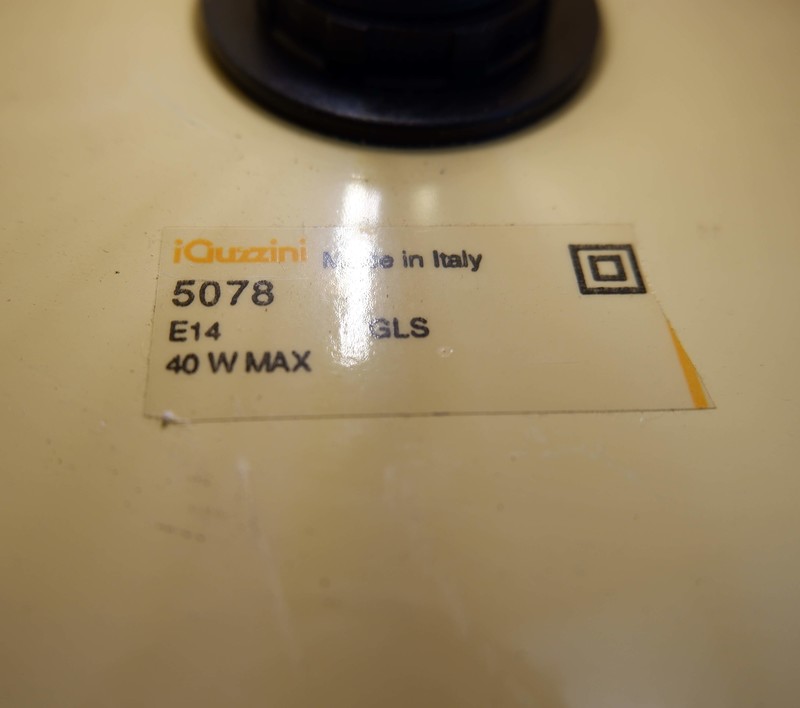 iGuzzini Made in Italy
5078
E14 GLS
40 W MAX